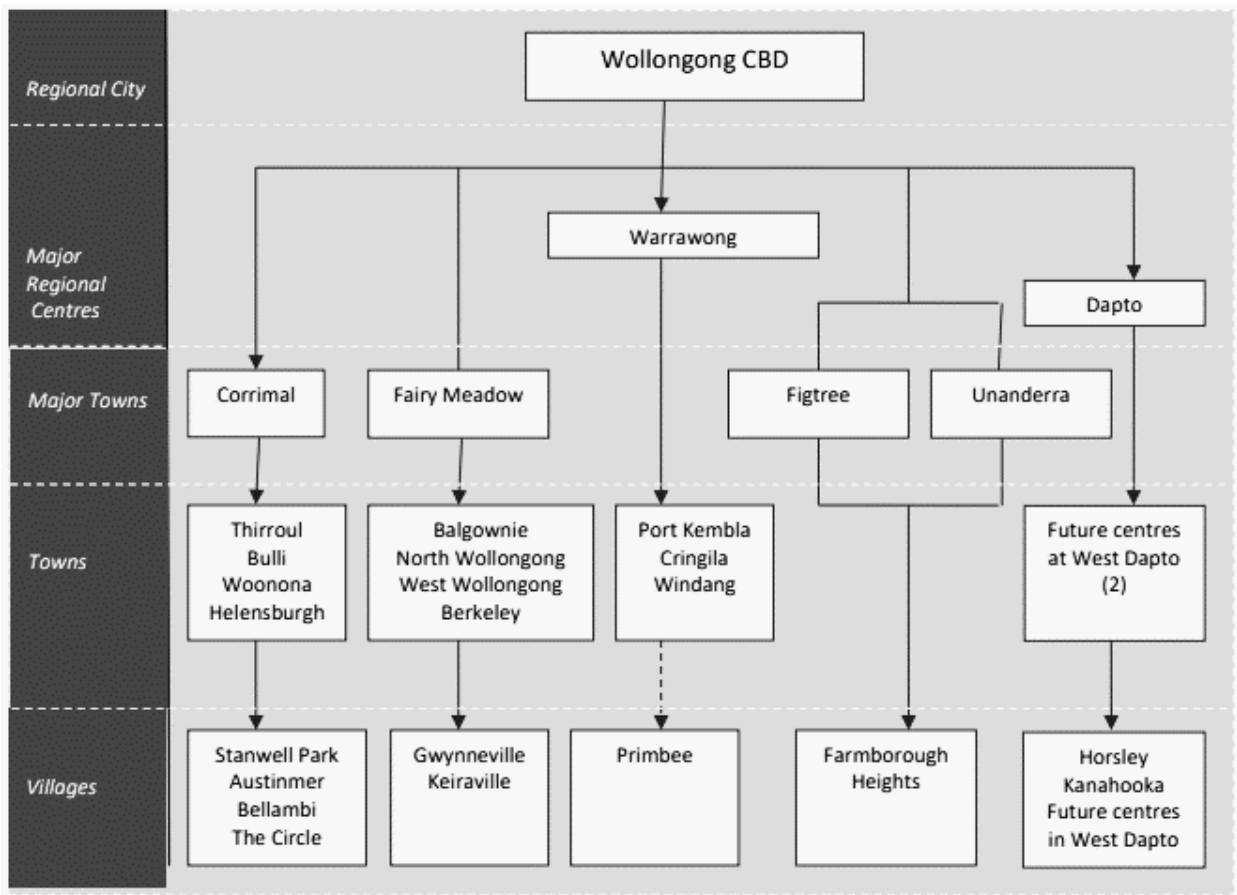 Regional City
Wollongong CBD
Major
Regional
Centres
Warrawong
Dapto
Major Towns
Corrimal
Fairy Meadow
Figtree
Unanderra
Towns
Thirroul
Bulli
Woonona
Helensburgh
Balgownie
North Wollongong
West Wollongong
Berkeley
Port Kembla
Cringila
Windang
Future centres
at West Dapto
(2)
Villages
Stanwell Park
Austinmer
Bellambi
The Circle
Gwynneville
Keiraville
Primbee
Farmborough
Heights
Horsley
Kanahooka
Future centres
in West Dapto